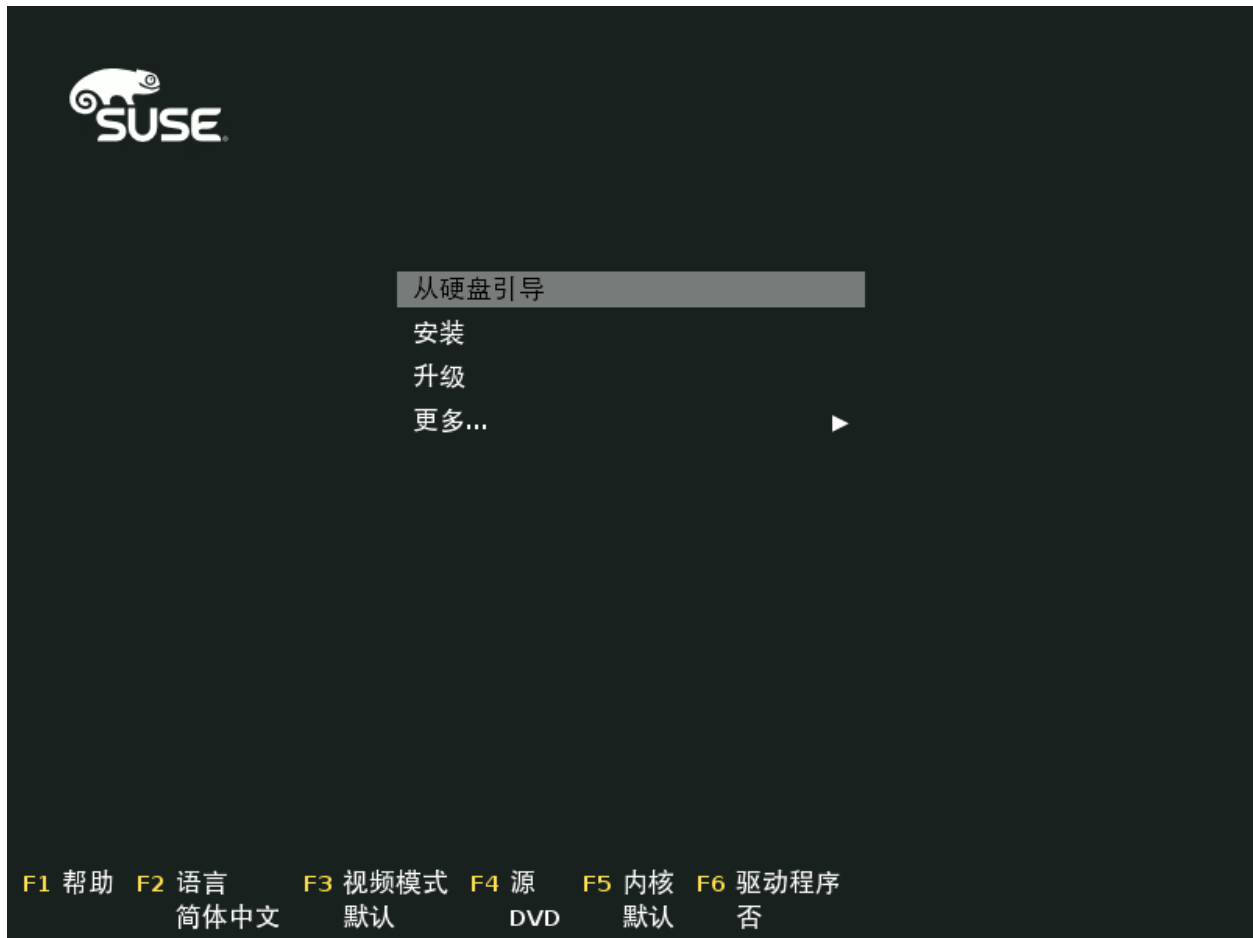 SUSE
从硬盘引导
安装
升级
更多...
F1 帮助 F2 语言 F3 视频模式 F4 源 F5 内核 F6 驱动程序
简体中文 默认 DVD 默认 否